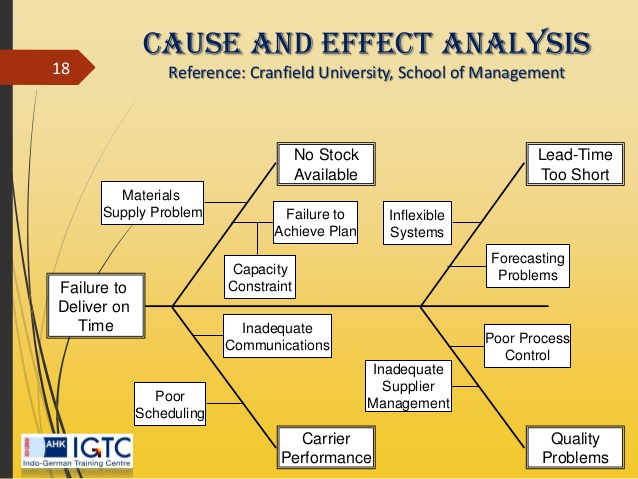 CAUSE AND EFFECT ANALYSIS
18
Reference: Cranfield University, School of Management
No Stock
Available
Lead-Time
Too Short
Materials
Supply Problem
Failure to
Achieve Plan
Inflexible
Systems
Capacity
Constraint
Forecasting
Problems
Failure to
Deliver on
Time
Inadequate
Communications
Poor Process
Control
Inadequate
Supplier
Management
Poor
Scheduling
Carrier
Performance
Quality
Problems
AHK IGTC
Indo-German Training Centre